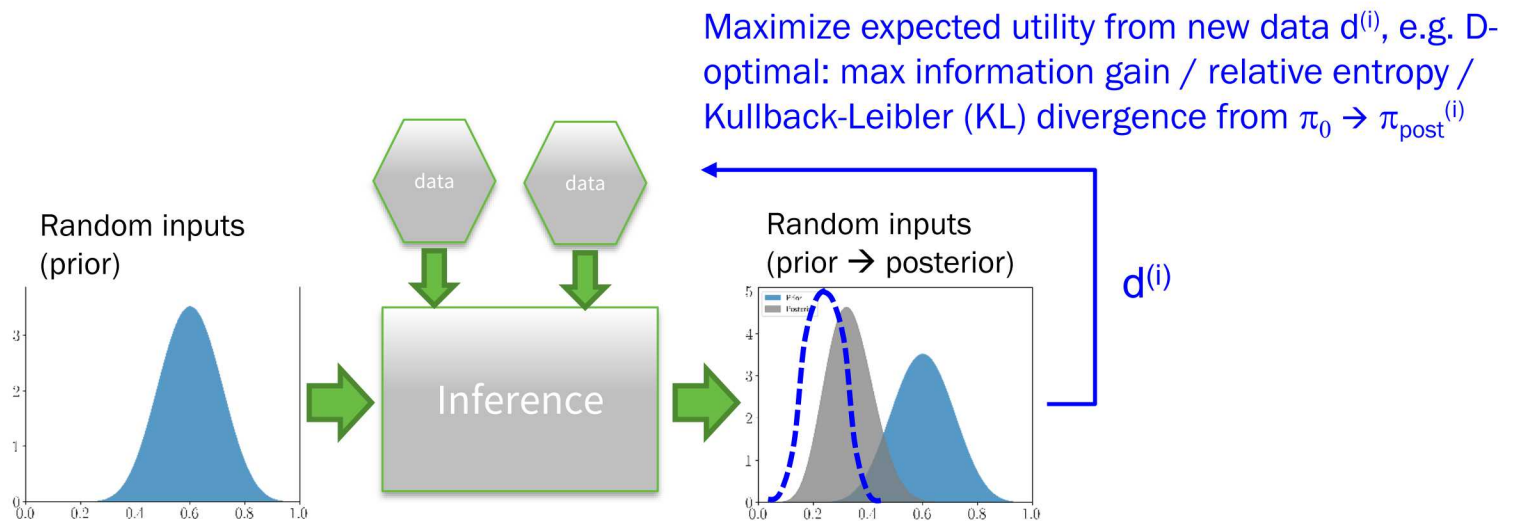 Maximize expected utility from new data d⁽ⁱ⁾, e.g. D-
optimal: max information gain / relative entropy /
Kullback-Leibler (KL) divergence from π₀ → πpost⁽ⁱ⁾
data
data
Random inputs
(prior)
3
2
1
0
0.0 0.2 0.4 0.6 0.8 1.0
Inference
Random inputs
(prior → posterior)
5
Prior
Posterior
4
3
2
1
0
0.0 0.2 0.4 0.6 0.8 1.0
d⁽ⁱ⁾